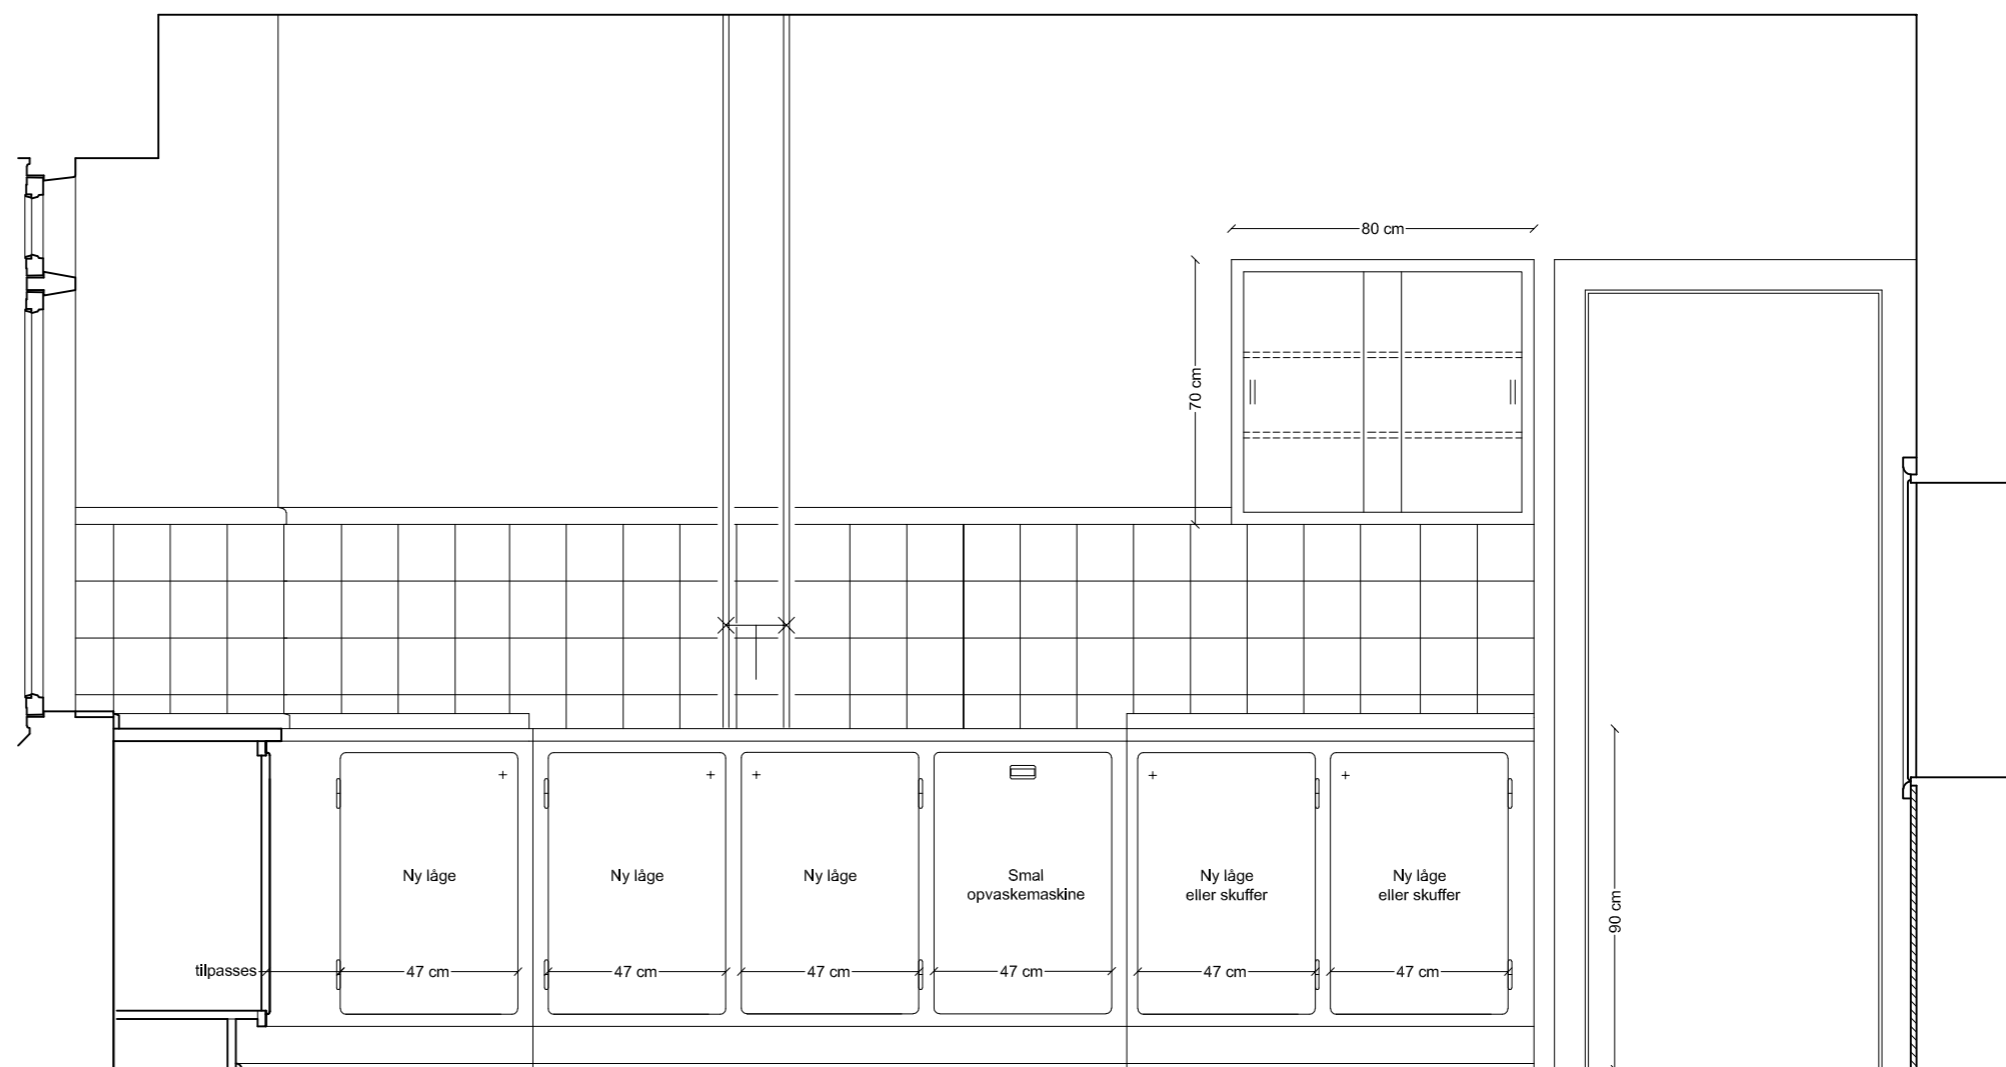 80 cm
70 cm
Ny låge
Ny låge
Ny låge
Smal
opvaskemaskine
Ny låge
eller skuffer
Ny låge
eller skuffer
90 cm
tilpasses
47 cm
47 cm
47 cm
47 cm
47 cm
47 cm